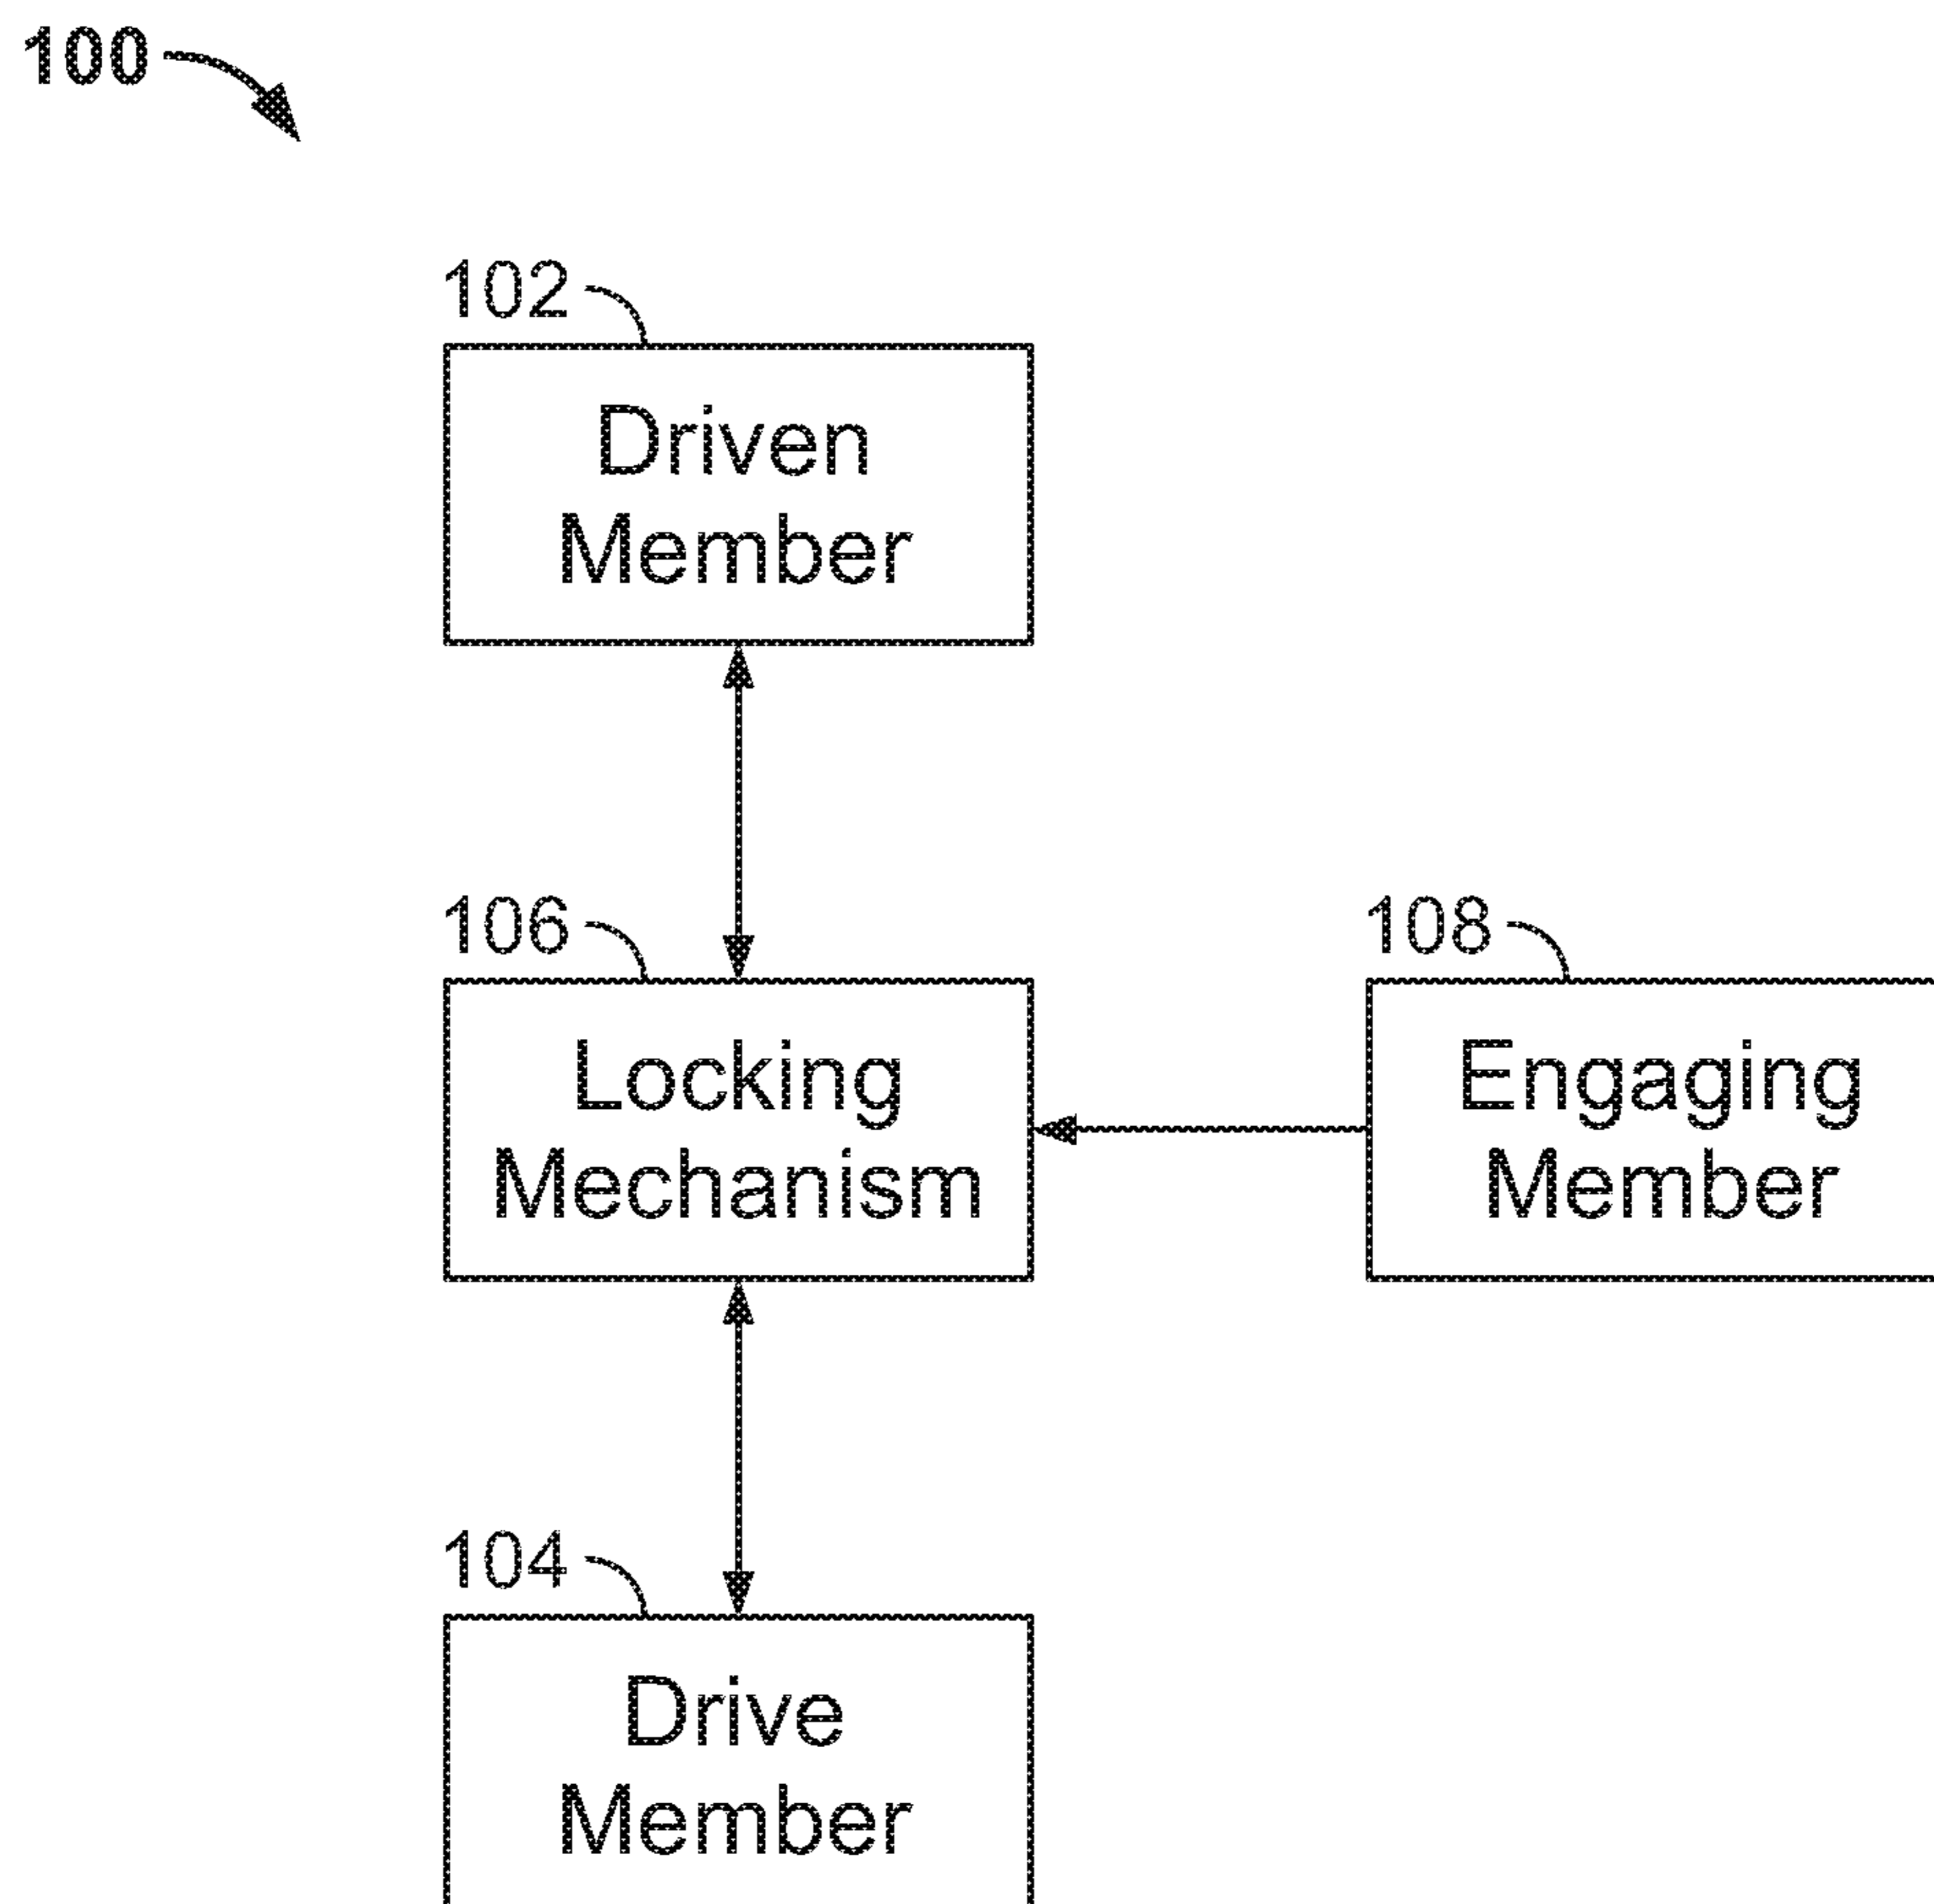 100
102
Driven
Member
106
Locking
Mechanism
108
Engaging
Member
104
Drive
Member